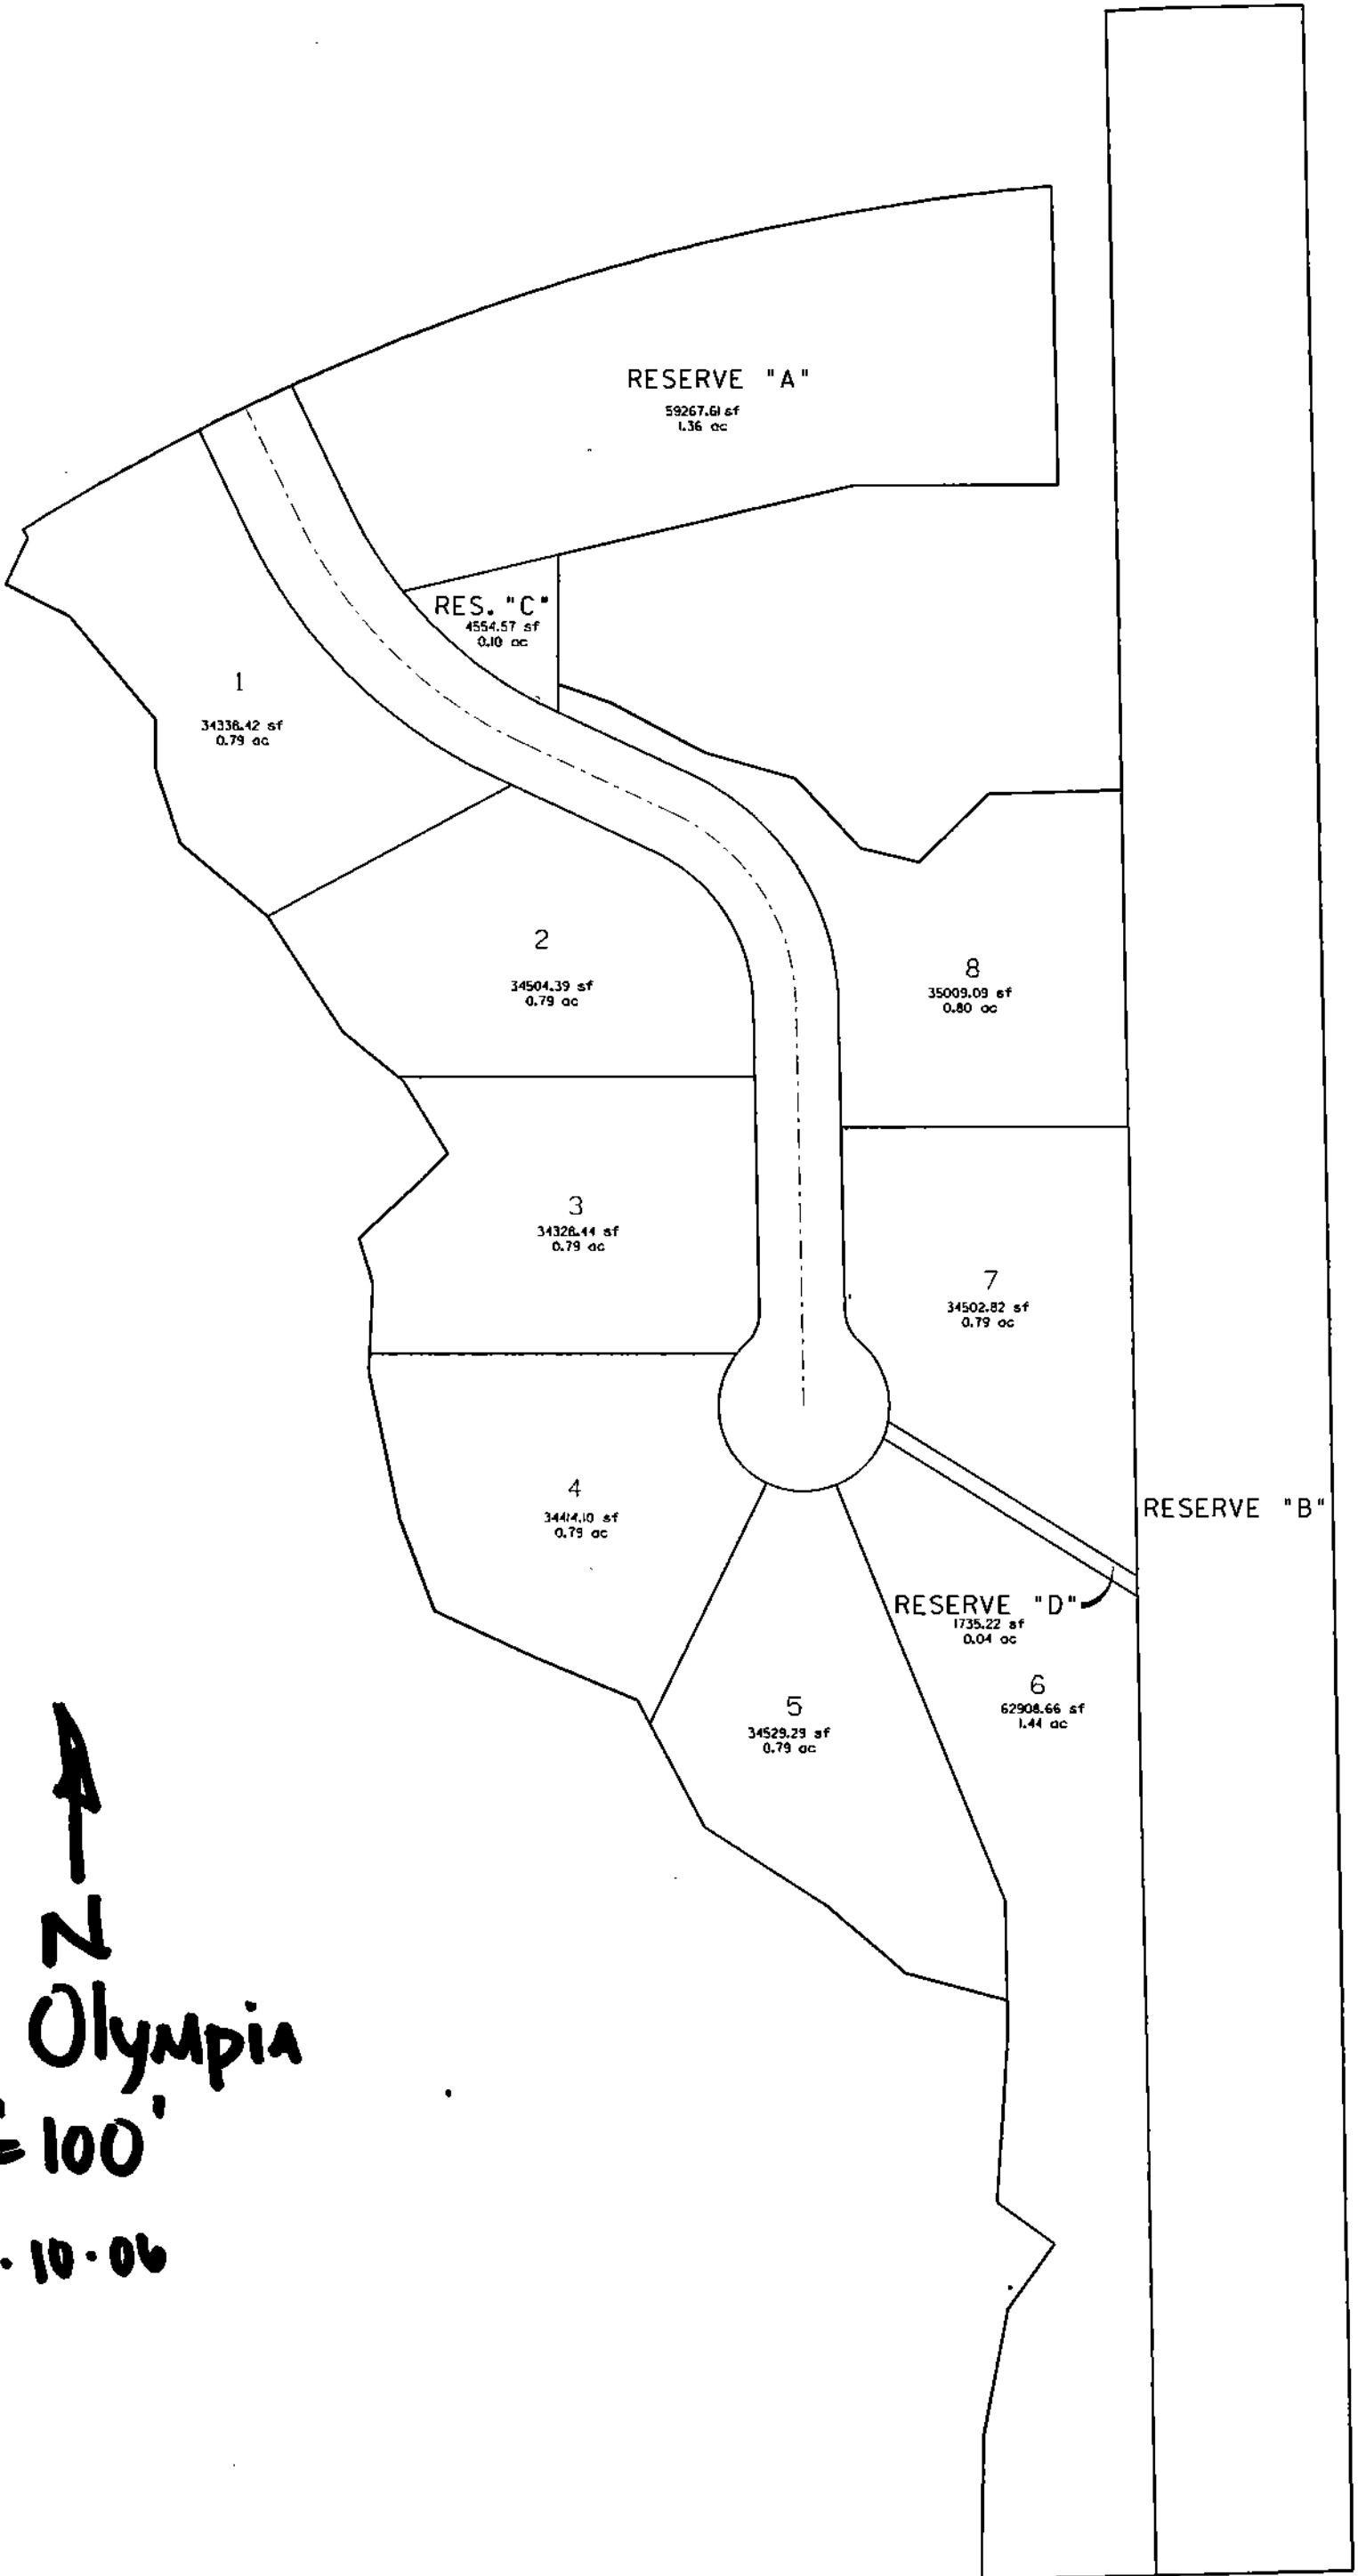 RESERVE "A"
59267.61 sf
1.36 ac
RES. "C"
4554.57 sf
0.10 ac
1
34338.42 sf
0.79 ac
2
34504.39 sf
0.79 ac
8
35009.09 sf
0.80 ac
3
34328.44 sf
0.79 ac
7
34502.82 sf
0.79 ac
4
34414.10 sf
0.79 ac
RESERVE "B"
RESERVE "D"
1735.22 sf
0.04 ac
6
62908.66 sf
1.44 ac
5
34529.29 sf
0.79 ac
N
Olympia
= 100'
. 10 . 06